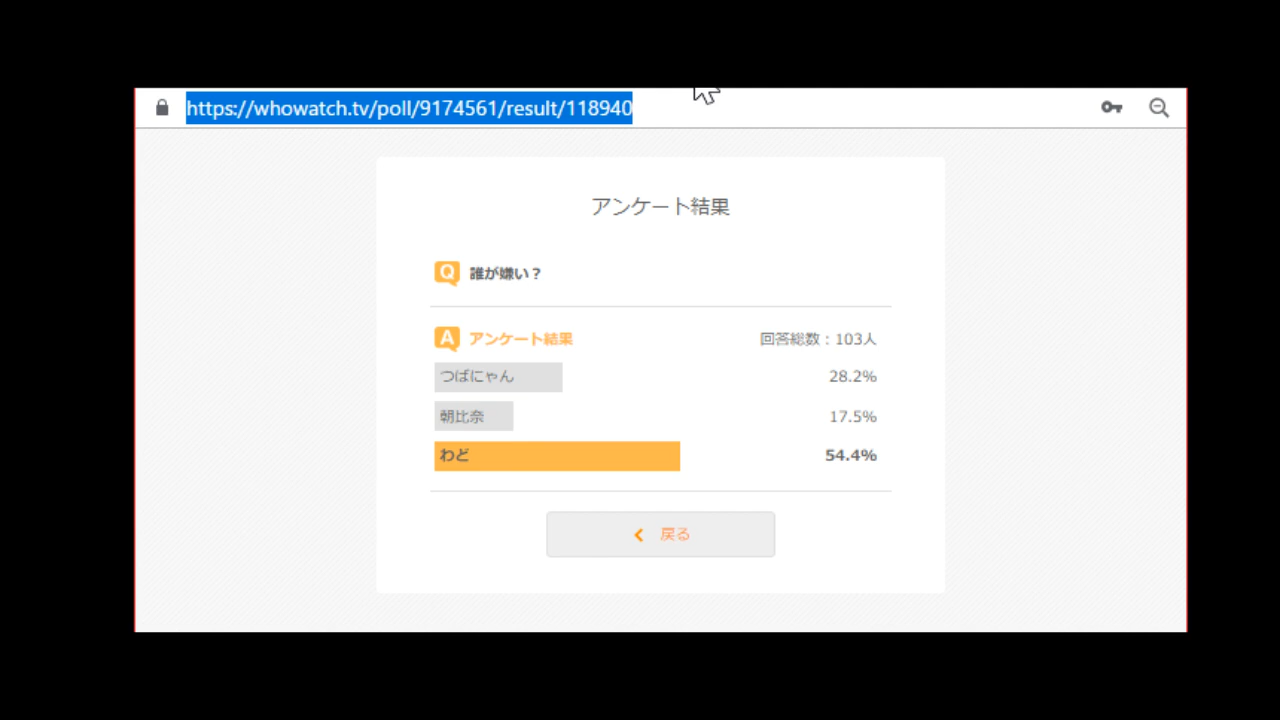 https://whowatch.tv/poll/9174561/result/118940
アンケート結果
Q 誰が嫌い？
A アンケート結果 回答総数：103人
つばにゃん 28.2%
朝比奈 17.5%
わど 54.4%
戻る